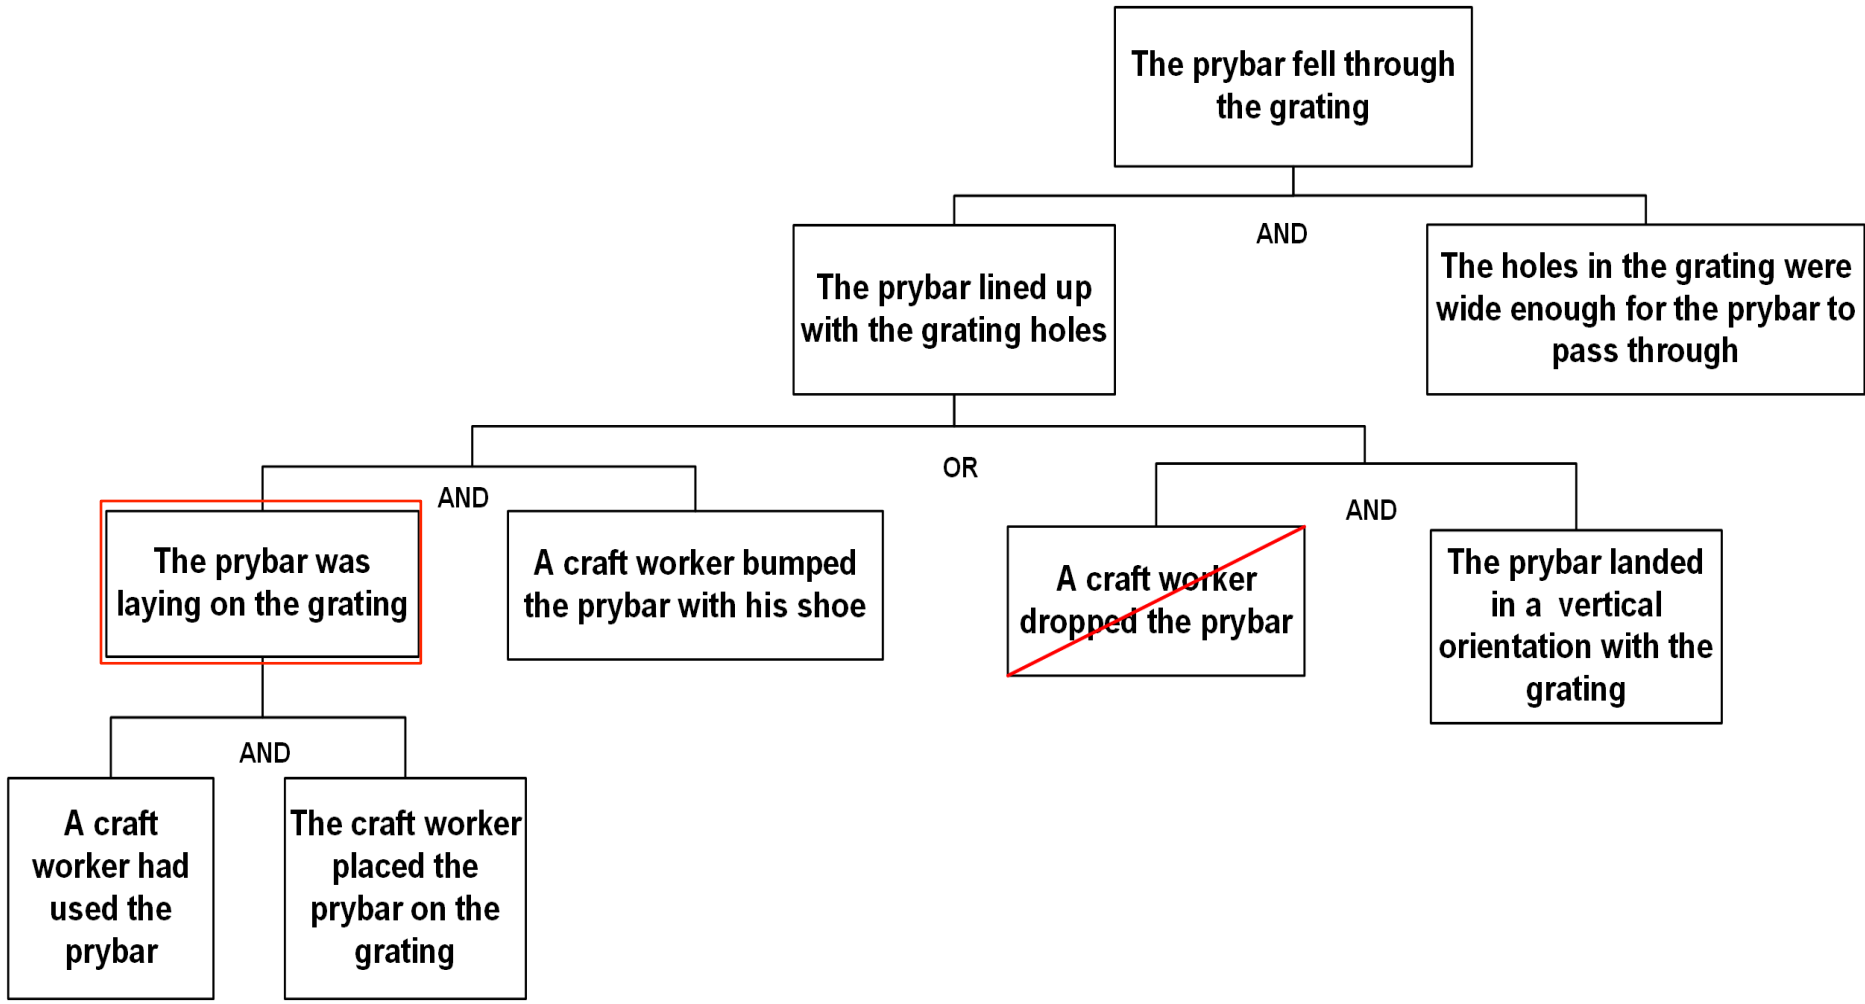 The prybar fell through
the grating
AND
The prybar lined up
with the grating holes
The holes in the grating were
wide enough for the prybar to
pass through
OR
AND
The prybar was
laying on the grating
A craft worker bumped
the prybar with his shoe
AND
A craft worker
dropped the prybar
The prybar landed
in a vertical
orientation with the
grating
AND
A craft
worker had
used the
prybar
The craft worker
placed the
prybar on the
grating